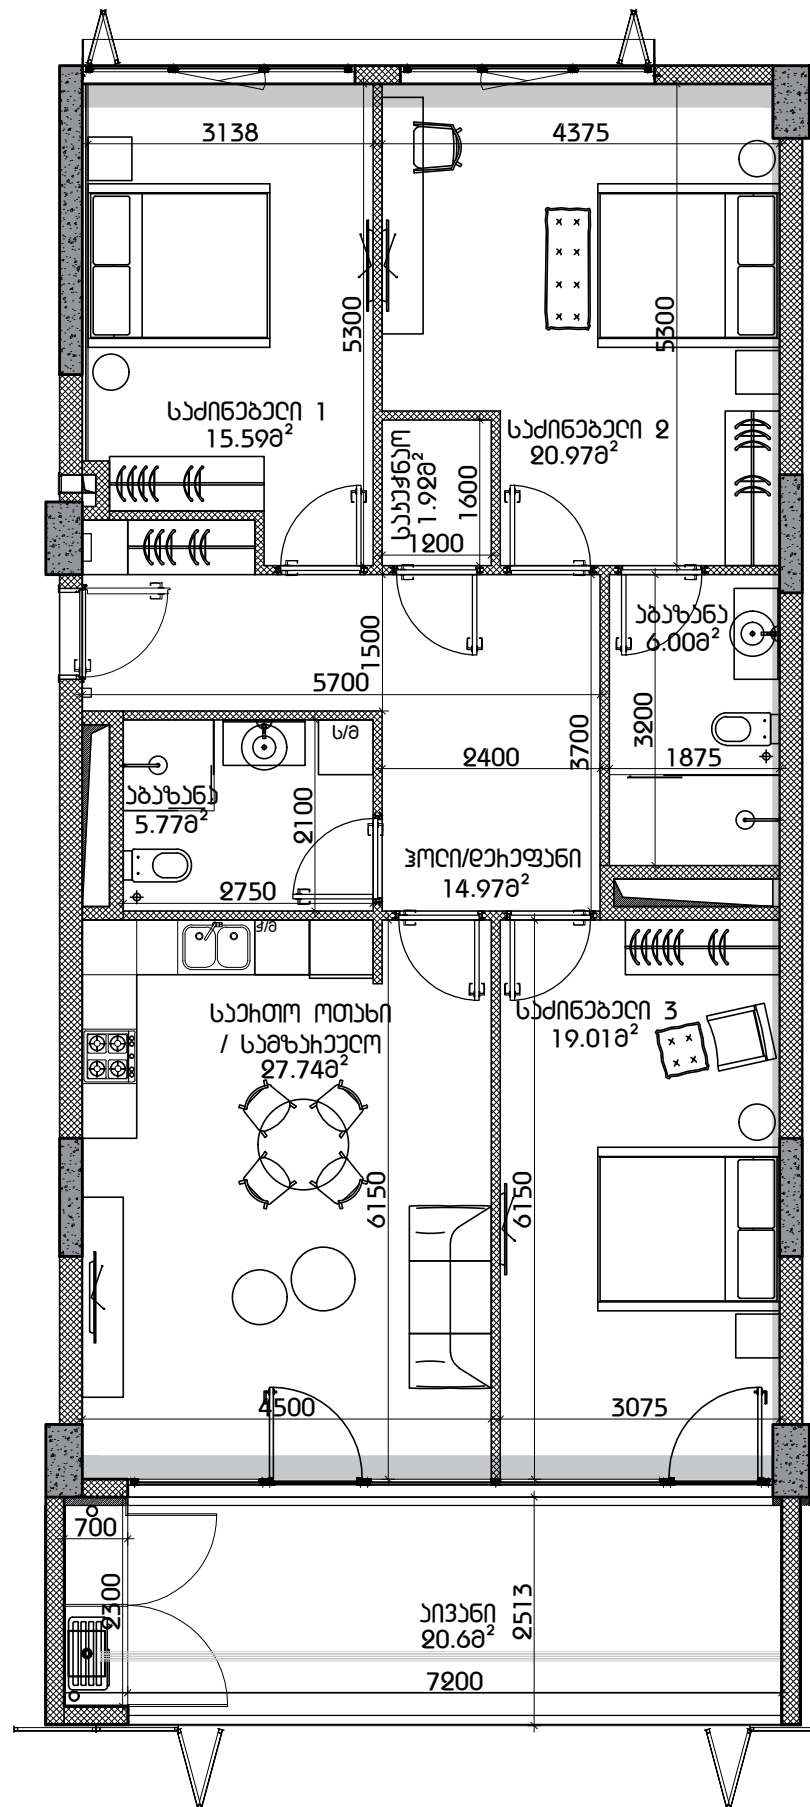 3138
4375
5300
5300
საძინებელი 1
15.59მ²
საძინებელი 2
20.97მ²
საკუჭნაო
1.92მ²
1600
1200
აბაზანა
6.00მ²
1500
5700
3700
3200
2400
1875
ს/მ
აბაზანა
5.77მ²
2100
2750
ჰოლი/დერეფანი
14.97მ²
ჭ/მ
საერთო ოთახი
/ სამზარეულო
27.74მ²
საძინებელი 3
19.01მ²
6150
6150
4500
3075
700
2300
აივანი
20.6მ²
2513
7200